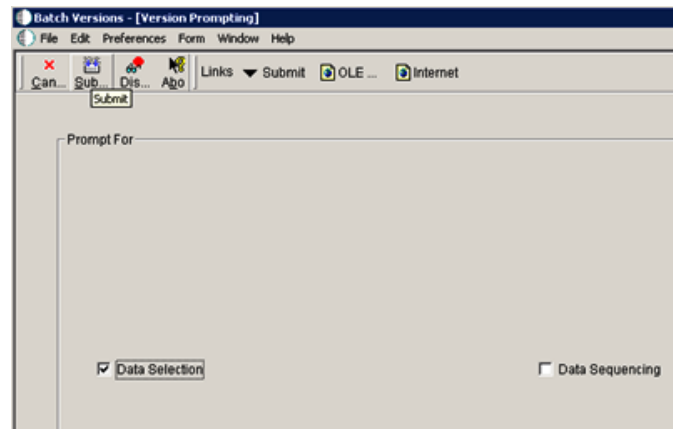 Batch Versions - [Version Prompting]
File Edit Preferences Form Window Help
Can... Sub... Dis... Abo Links Submit OLE ... Internet
Submit
Prompt For
Data Selection Data Sequencing